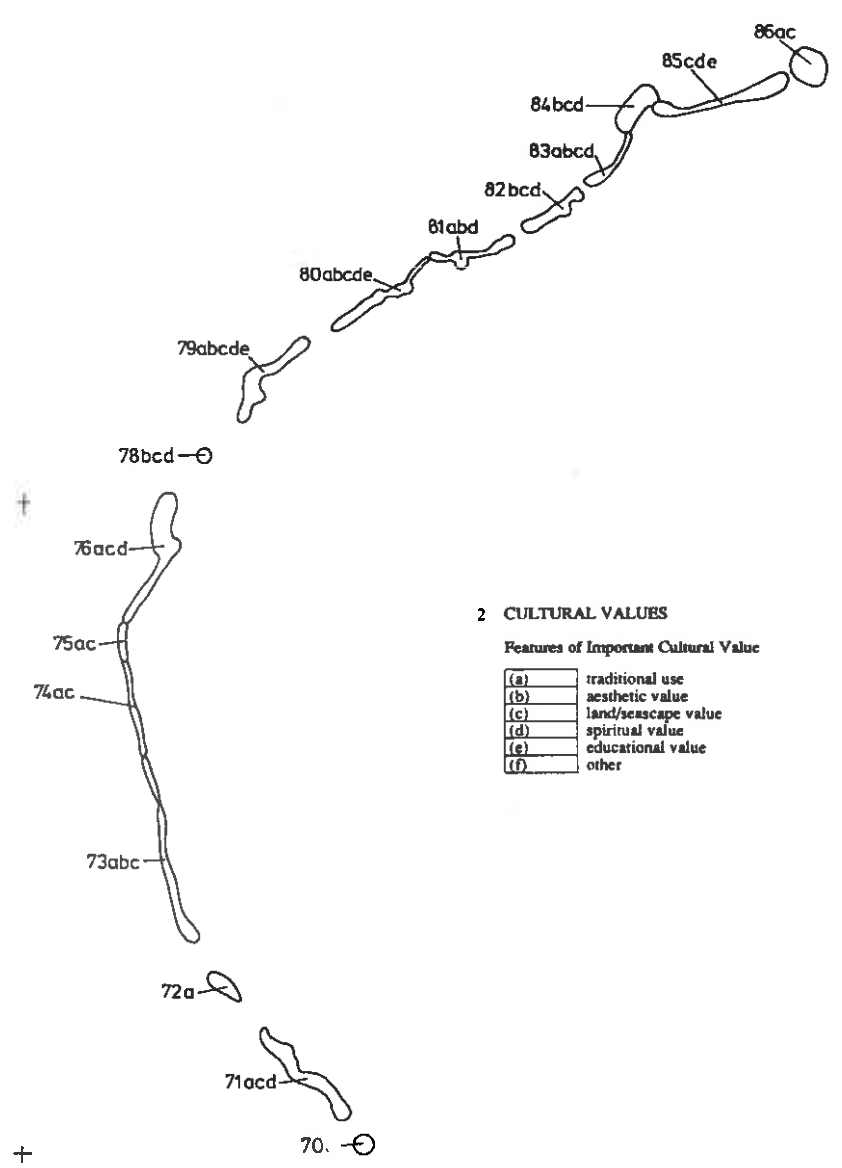 86ac
85cde
84bcd
83abcd
82bcd
81abd
80abcde
79abcde
78bcd
76acd
75ac
74ac
73abc
72a
71acd
70.
2 CULTURAL VALUES
Features of Important Cultural Value
(a) traditional use
(b) aesthetic value
(c) land/seascape value
(d) spiritual value
(e) educational value
(f) other